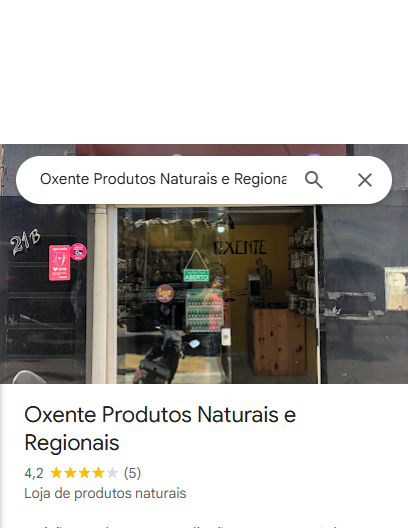 Oxente Produtos Naturais e Regiona
21B
OXENTE
ABERTO
Oxente Produtos Naturais e
Regionais
4,2 (5)
Loja de produtos naturais